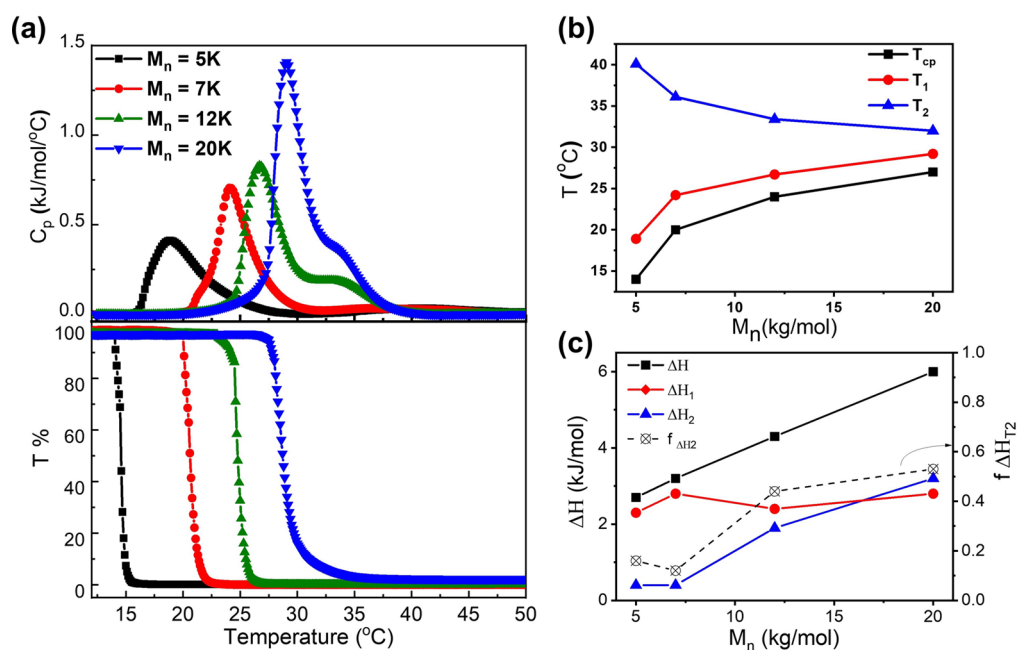 (a)
1.5
1.0
0.5
0.0
Cp (kJ/mol/°C)
Mn = 5K
Mn = 7K
Mn = 12K
Mn = 20K
100
80
60
40
20
0
T %
15 20 25 30 35 40 45 50
Temperature (°C)
(b)
40
35
30
25
20
15
T (°C)
Tcp
T1
T2
5 10 15 20
Mn(kg/mol)
(c)
6
4
2
0
ΔH (kJ/mol)
ΔH
ΔH1
ΔH2
f ΔH2
1.0
0.8
0.6
0.4
0.2
0.0
f ΔHT2
5 10 15 20
Mn (kg/mol)